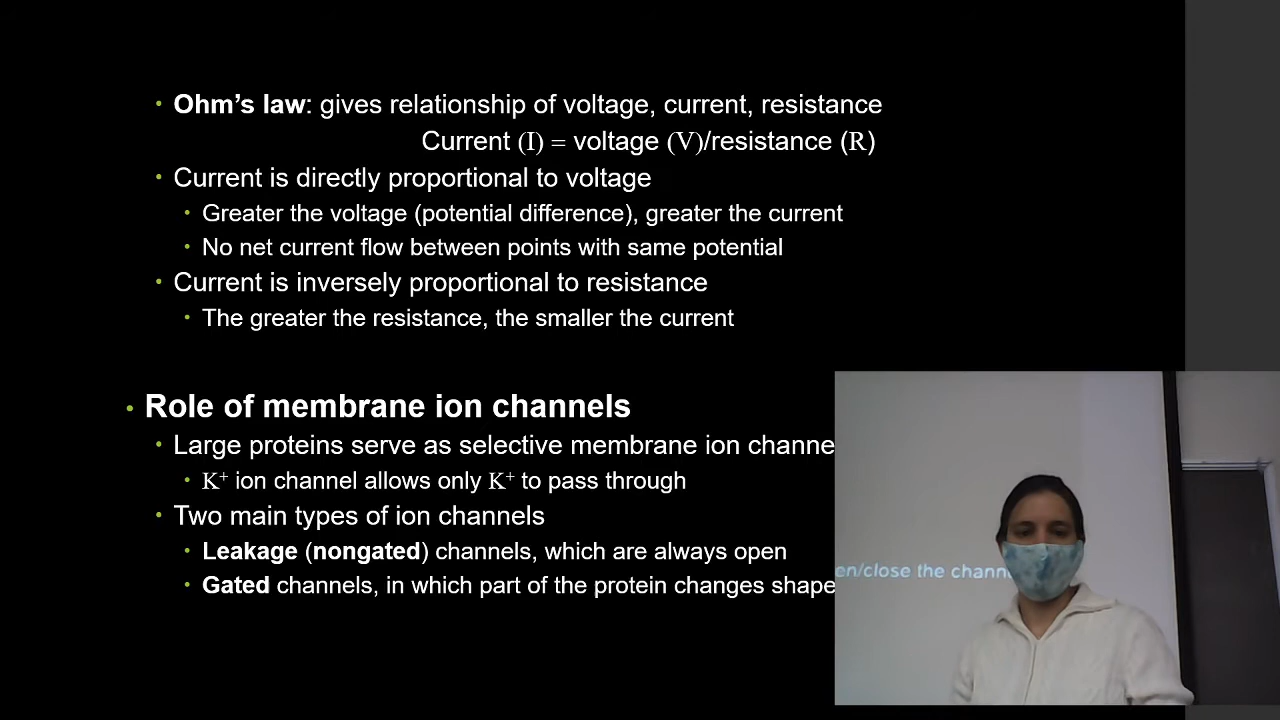 • Ohm’s law: gives relationship of voltage, current, resistance
Current (I) = voltage (V)/resistance (R)
• Current is directly proportional to voltage
• Greater the voltage (potential difference), greater the current
• No net current flow between points with same potential
• Current is inversely proportional to resistance
• The greater the resistance, the smaller the current
• Role of membrane ion channels
• Large proteins serve as selective membrane ion channe
• K⁺ ion channel allows only K⁺ to pass through
• Two main types of ion channels
• Leakage (nongated) channels, which are always open
• Gated channels, in which part of the protein changes shape
en/close the chann